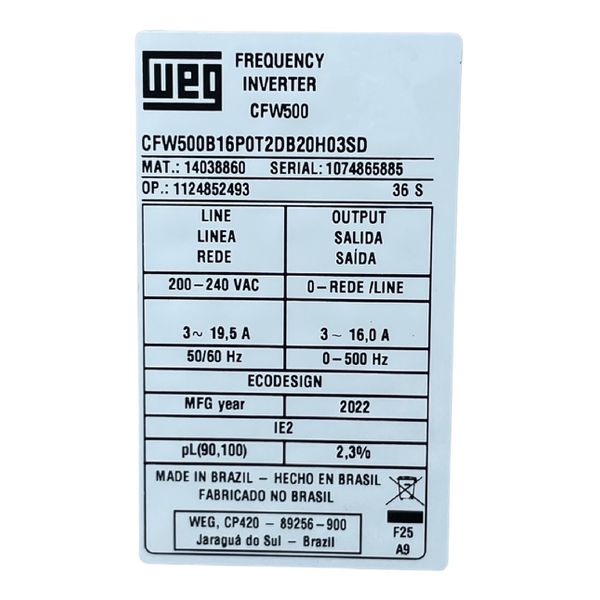 WEG
FREQUENCY
INVERTER
CFW500
CFW500B16P0T2DB20H03SD
MAT.: 14038860 SERIAL: 1074865885
OP.: 1124852493 36 S
LINE OUTPUT
LINEA SALIDA
REDE SAÍDA
200-240 VAC 0-REDE /LINE
3~ 19,5 A 3~ 16,0 A
50/60 Hz 0-500 Hz
ECODESIGN
MFG year 2022
IE2
pL(90,100) 2,3%
MADE IN BRAZIL - HECHO EN BRASIL
FABRICADO NO BRASIL
WEG, CP420 - 89256-900
Jaraguá do Sul - Brazil
F25
A9